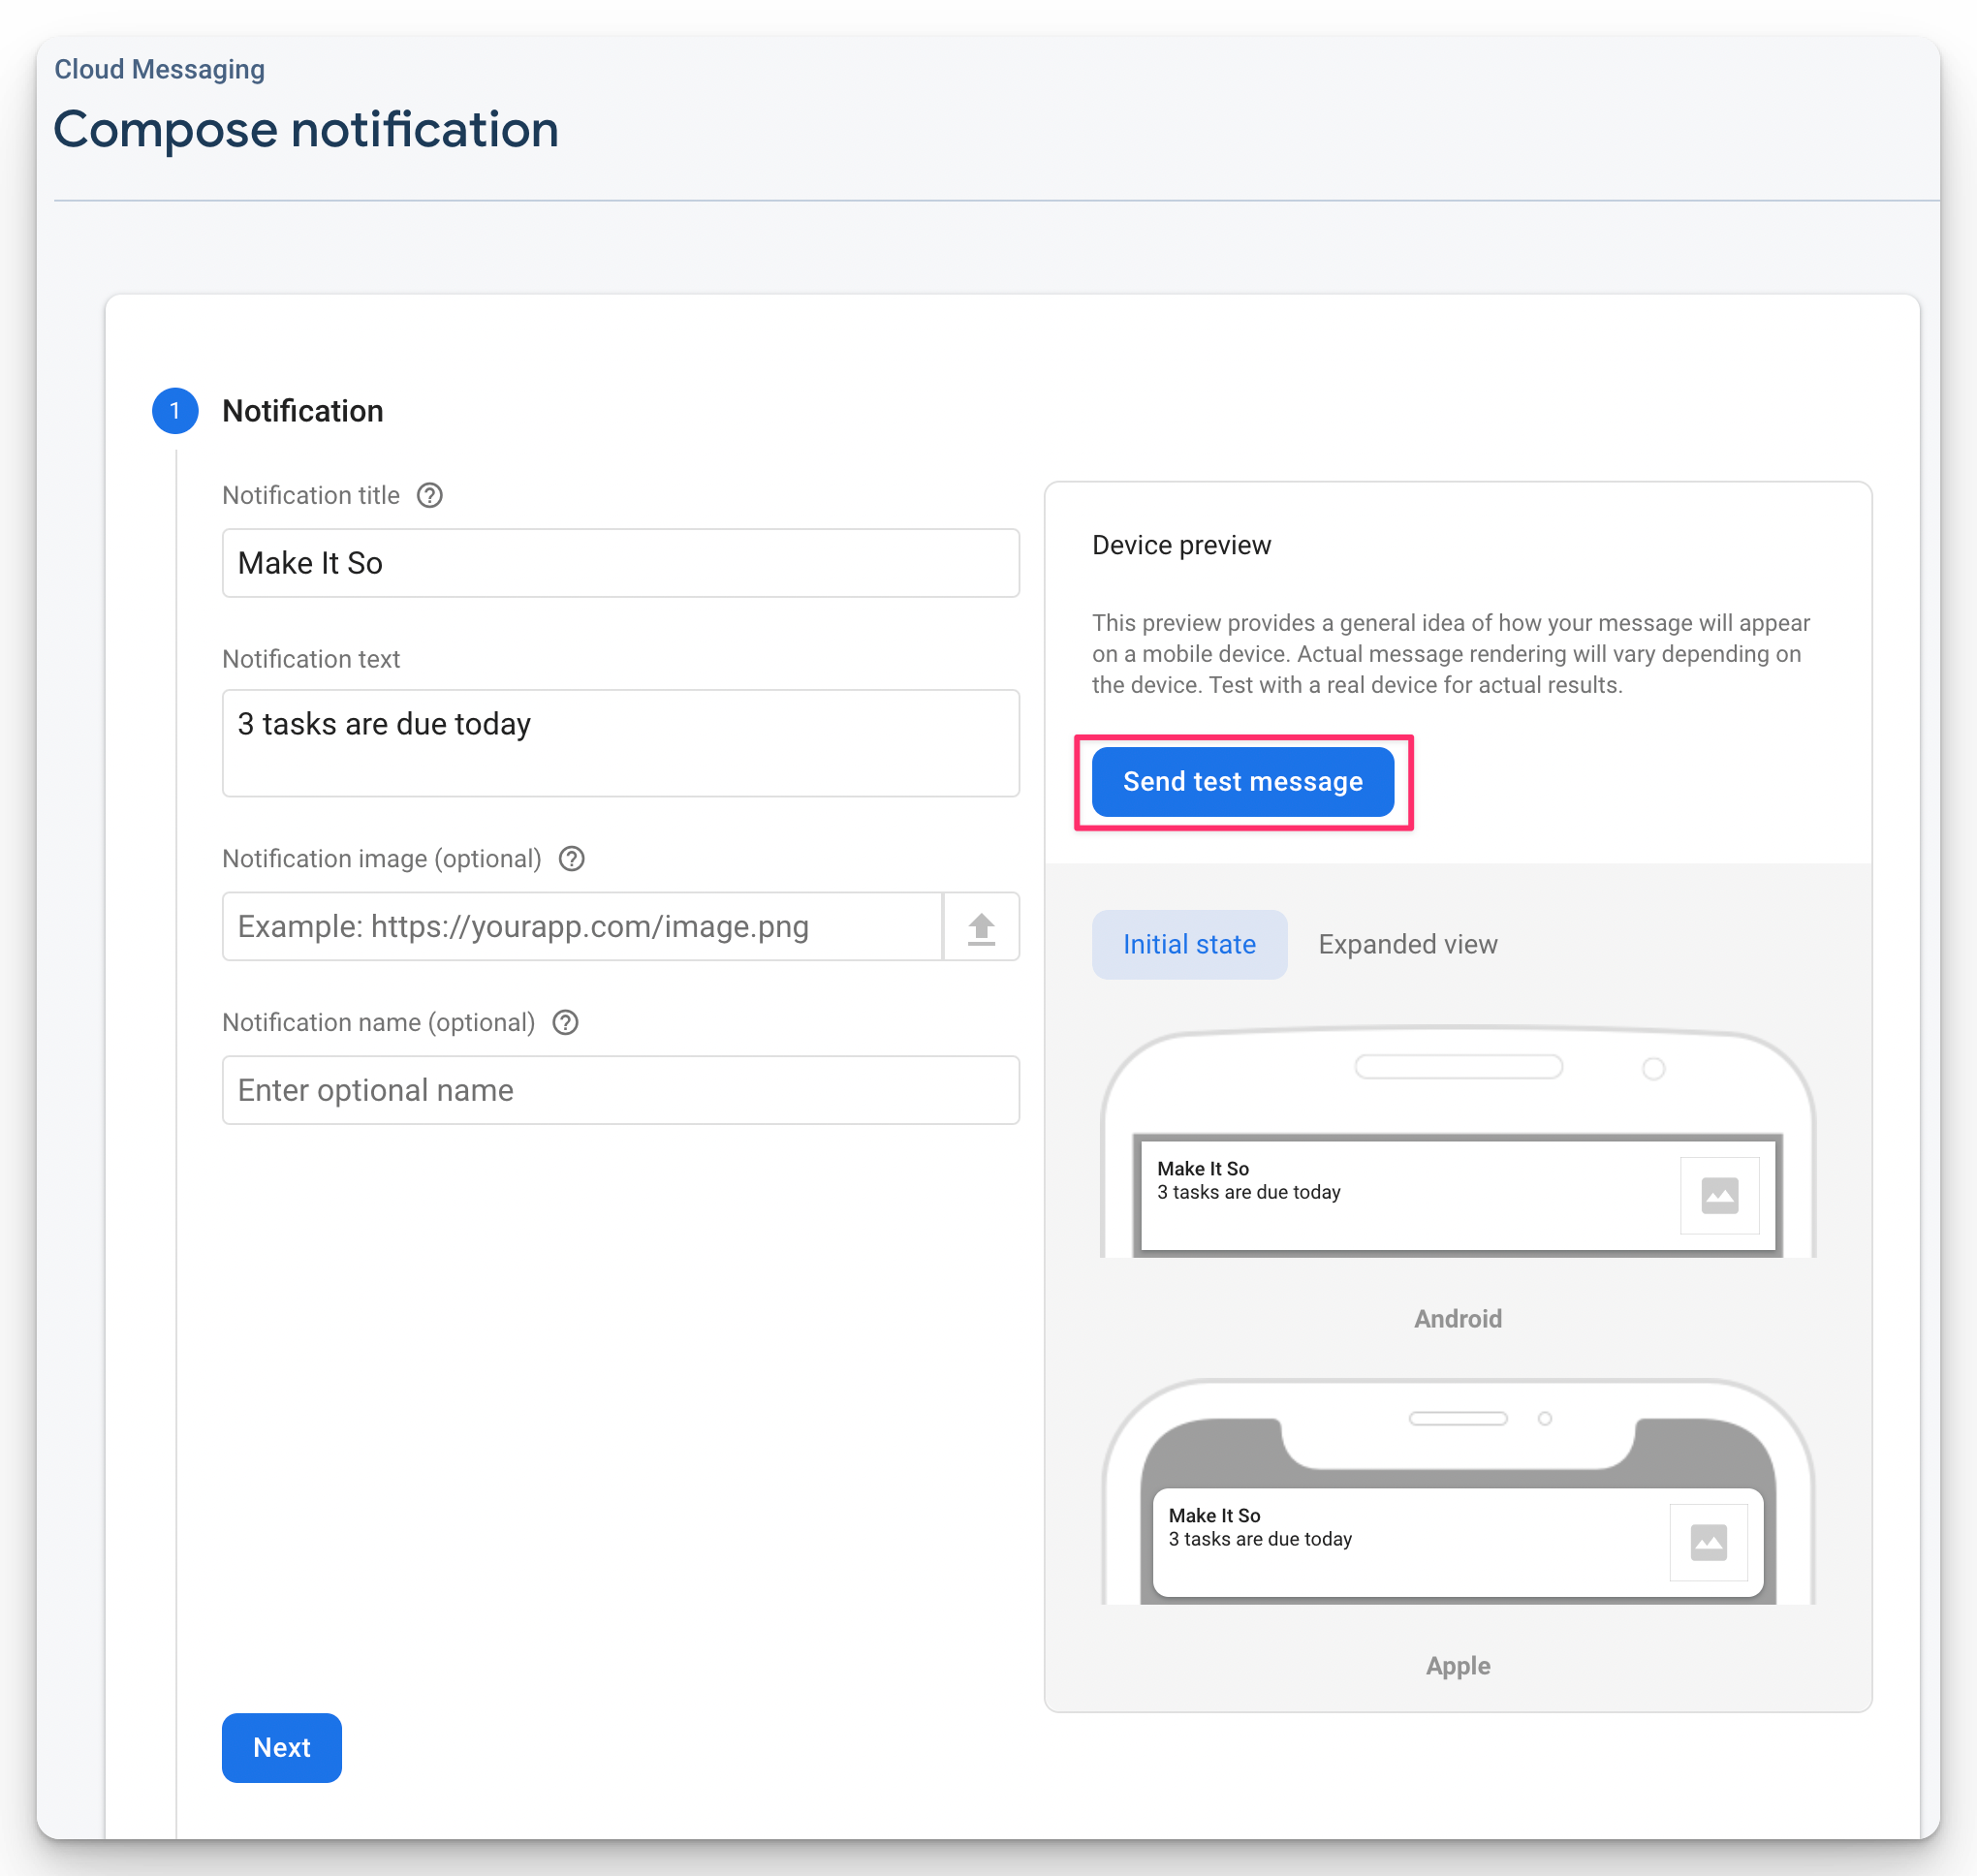 Cloud Messaging
Compose notification
1 Notification
Notification title ?
Make It So
Notification text
3 tasks are due today
Notification image (optional) ?
Example: https://yourapp.com/image.png
Notification name (optional) ?
Enter optional name
Next
Device preview
This preview provides a general idea of how your message will appear
on a mobile device. Actual message rendering will vary depending on
the device. Test with a real device for actual results.
Send test message
Initial state Expanded view
Make It So
3 tasks are due today
Android
Make It So
3 tasks are due today
Apple